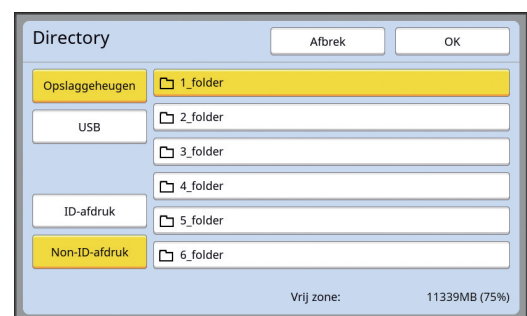 Directory
Afbrek
OK
Opslaggeheugen
USB
ID-afdruk
Non-ID-afdruk
1_folder
2_folder
3_folder
4_folder
5_folder
6_folder
Vrij zone: 11339MB (75%)